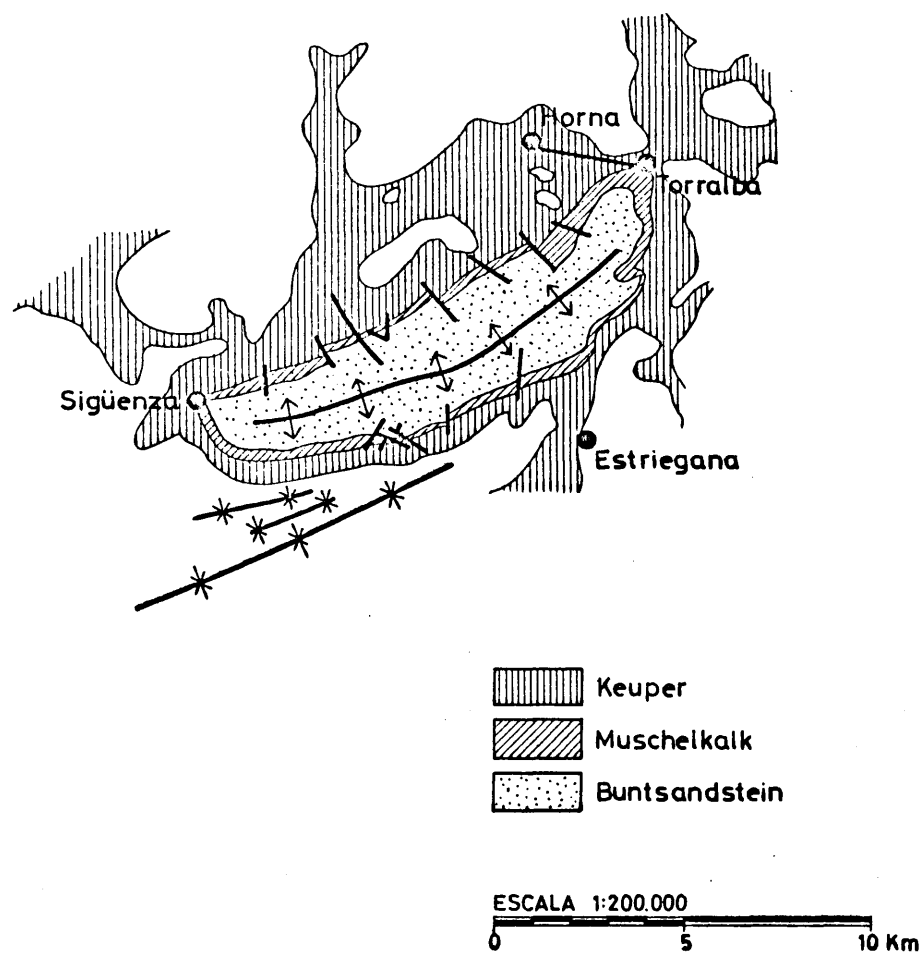 Horna
Torralba
Sigüenza
Estriegana
Keuper
Muschelkalk
Buntsandstein
ESCALA 1:200.000
0 5 10 Km